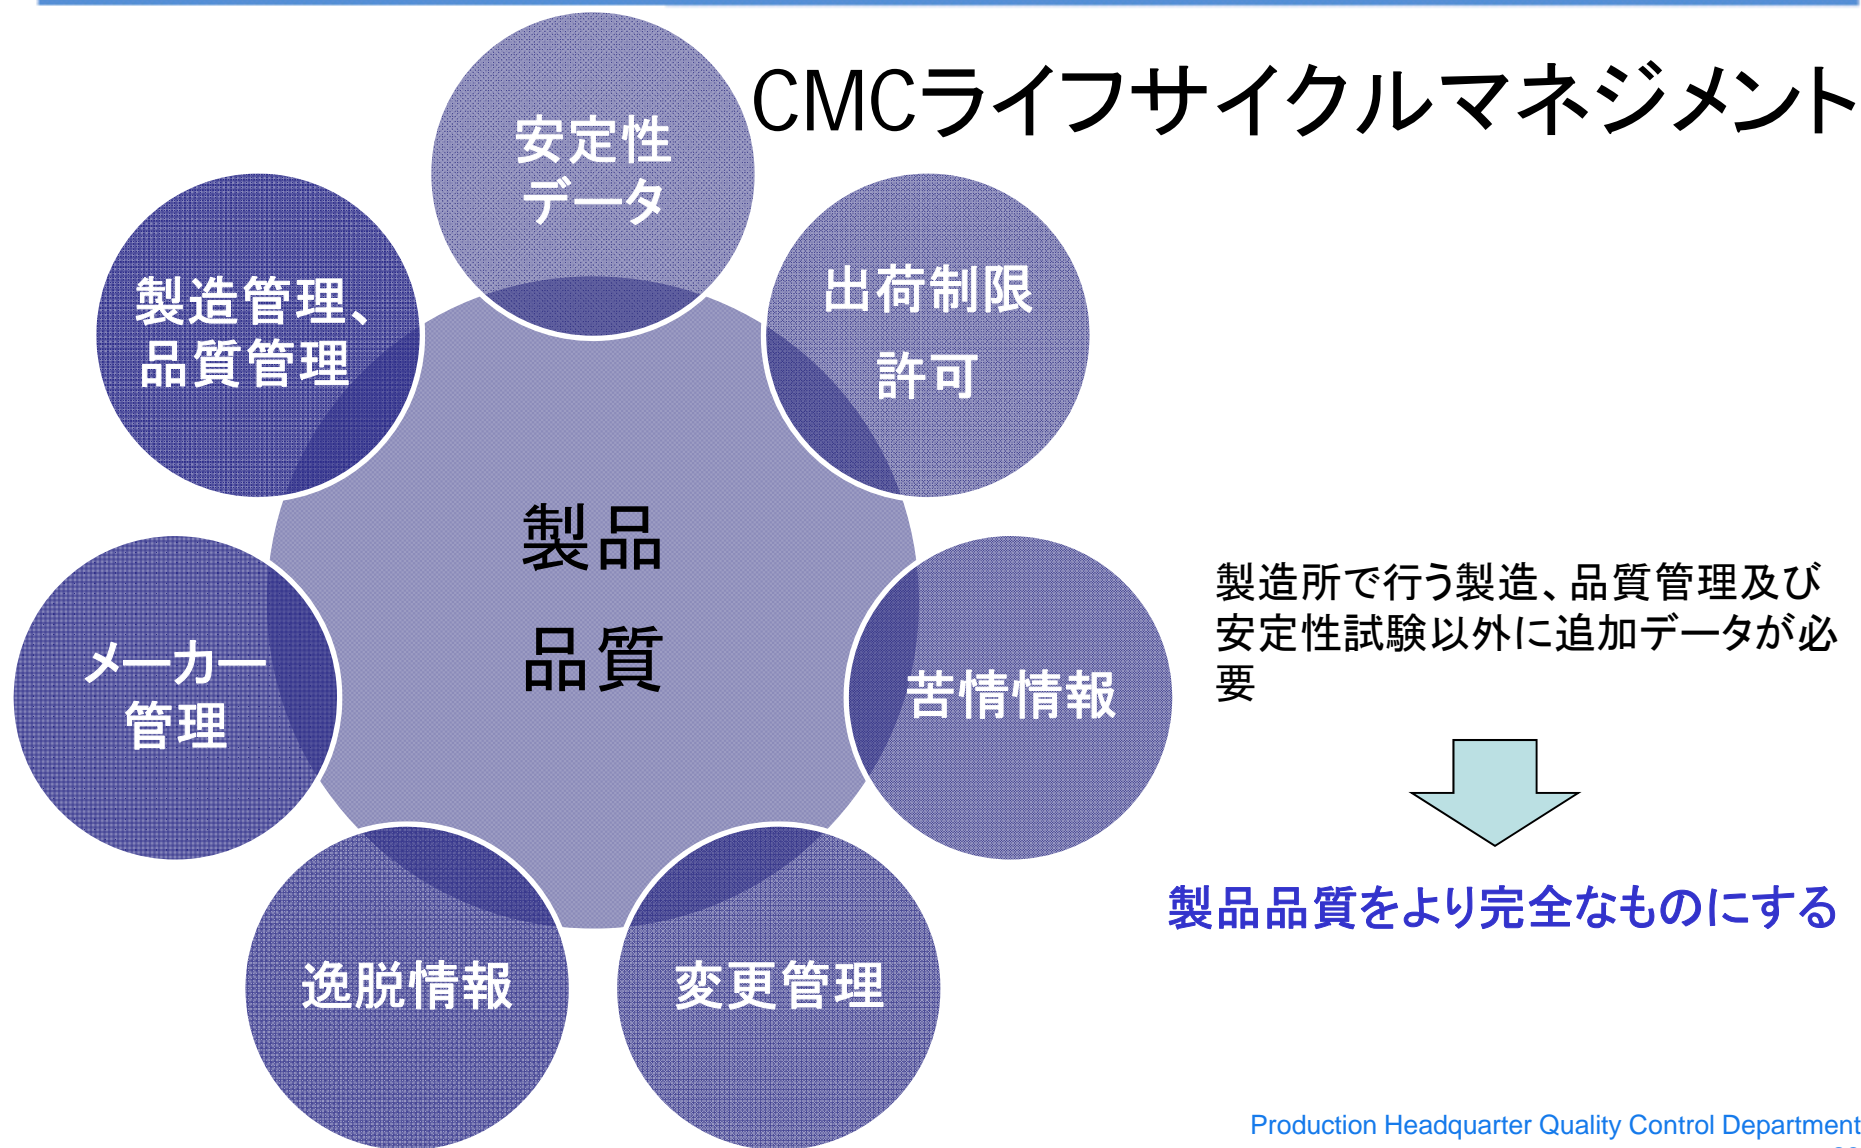 CMCライフサイクルマネジメント
安定性
データ
出荷制限
許可
製造管理、
品質管理
製品
品質
メーカー
管理
苦情情報
逸脱情報
変更管理
製造所で行う製造、品質管理及び
安定性試験以外に追加データが必
要
製品品質をより完全なものにする
Production Headquarter Quality Control Department